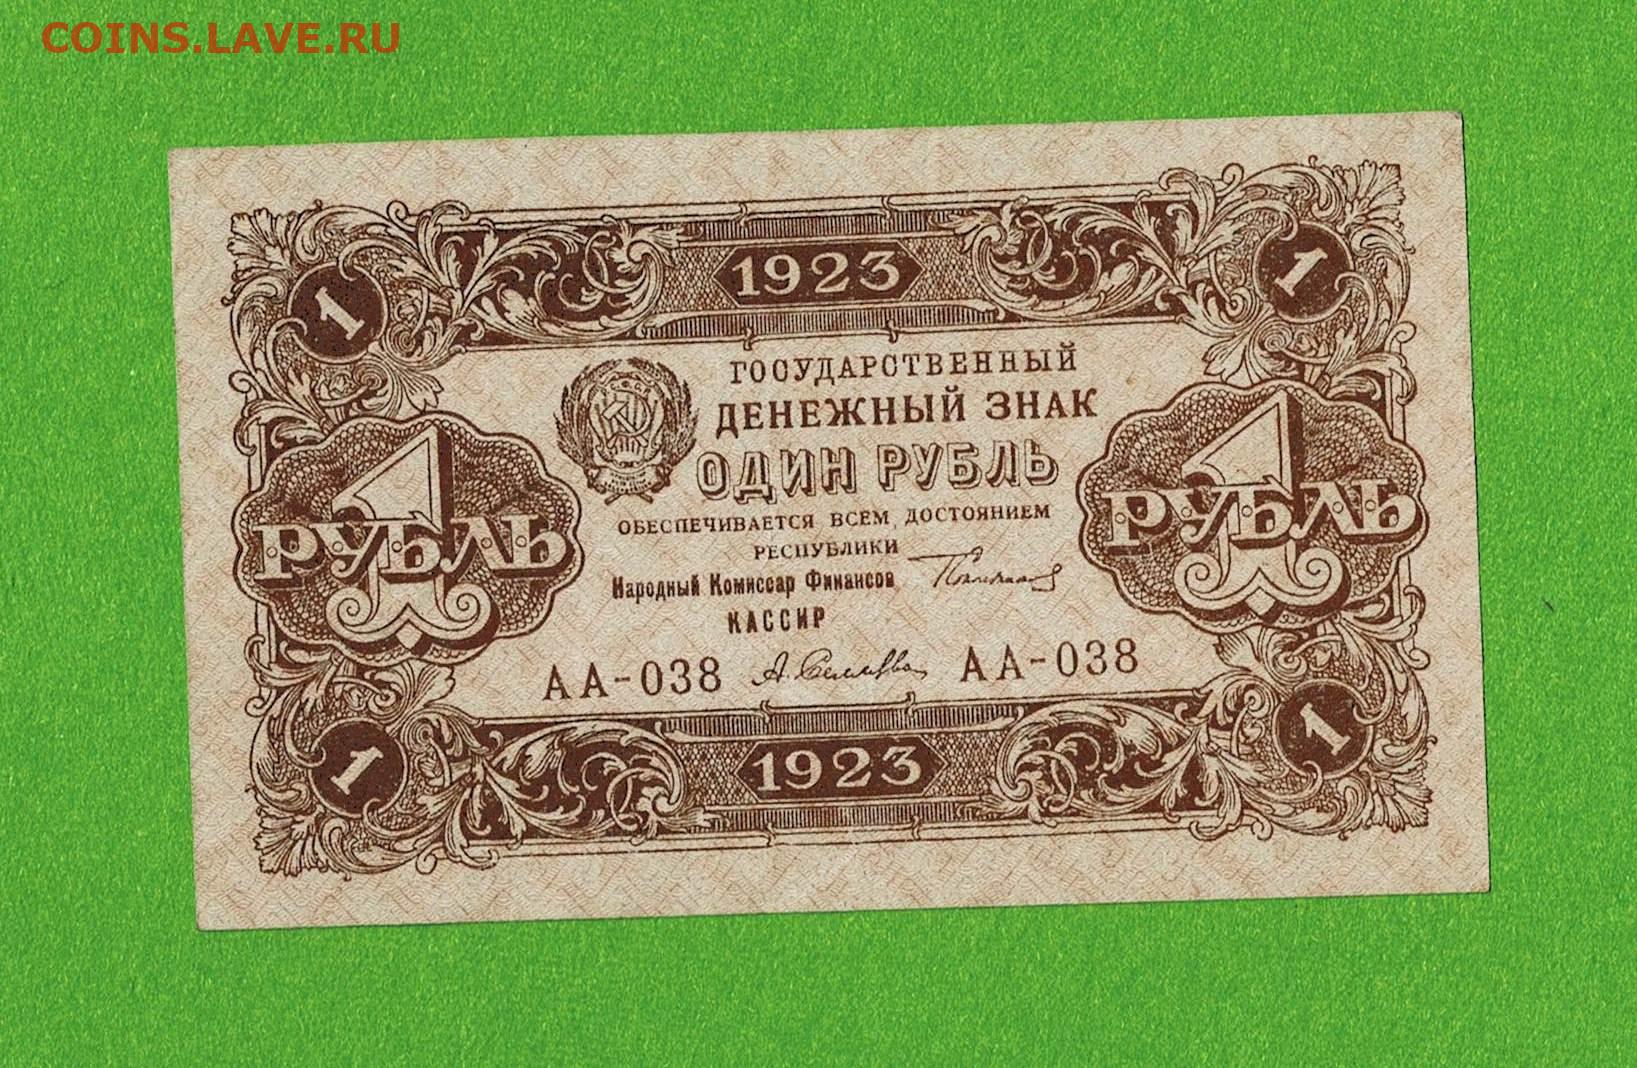 COINS.LAVE.RU
1923
1
1
ГОСУДАРСТВЕННЫЙ
ДЕНЕЖНЫЙ ЗНАК
ОДИН РУБЛЬ
1
РУБЛЬ
1
РУБЛЬ
РСФСР
ОБЕСПЕЧИВАЕТСЯ ВСЕМ ДОСТОЯНИЕМ
РЕСПУБЛИКИ
Народный Комиссар Финансов
КАССИР
АА-038 АА-038
1
1
1923